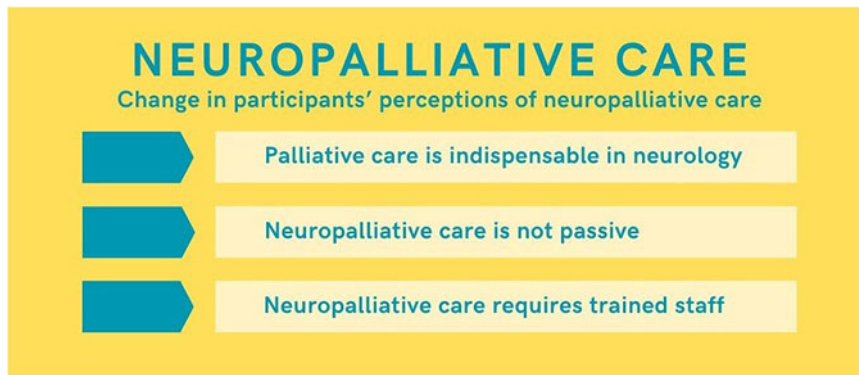 NEUROPALLIATIVE CARE
Change in participants' perceptions of neuropalliative care
Palliative care is indispensable in neurology
Neuropalliative care is not passive
Neuropalliative care requires trained staff